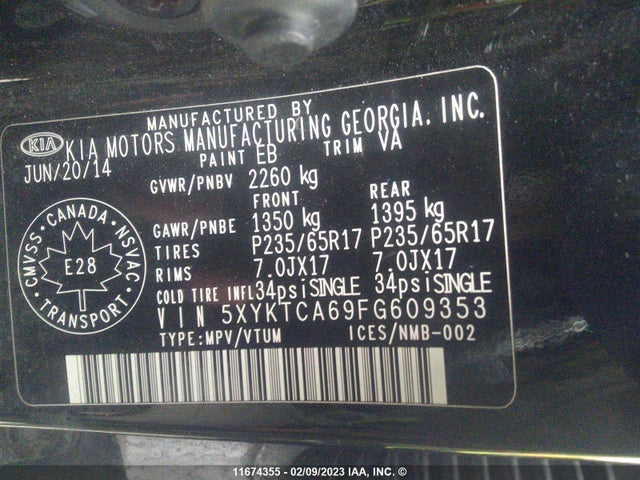 MANUFACTURED BY
KIA KIA MOTORS MANUFACTURING GEORGIA, INC.
JUN/20/14 PAINT EB TRIM VA
GVWR/PNBV 2260 kg
FRONT REAR
GAWR/PNBE 1350 kg 1395 kg
TIRES P235/65R17 P235/65R17
RIMS 7.0JX17 7.0JX17
COLD TIRE INFL 34psi SINGLE 34psi SINGLE
VIN 5XYKTCA69FG609353
TYPE:MPV/VTUM ICES/NMB-002
CANADA
CMVSS · NSVAC
E28
TRANSPORT
11674355 - 02/09/2023 IAA, INC. ©